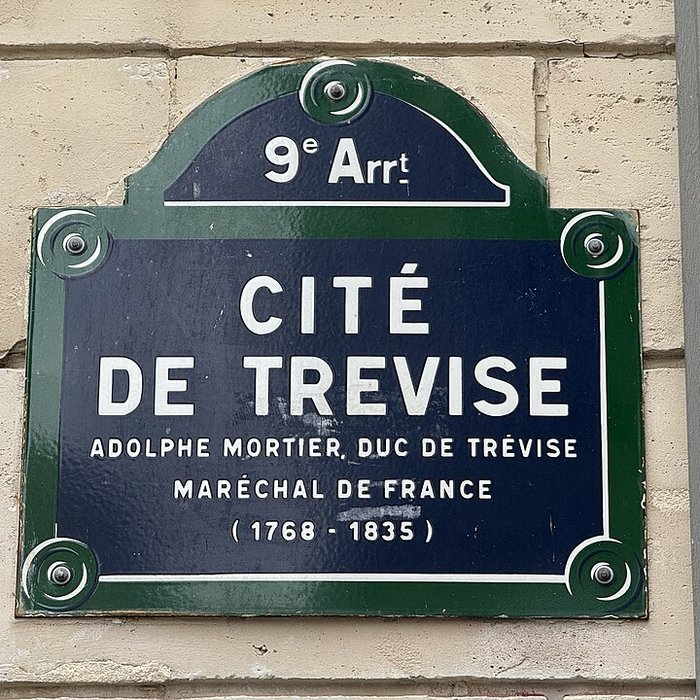 9e Arrt
CITÉ
DE TREVISE
ADOLPHE MORTIER, DUC DE TRÉVISE
MARÉCHAL DE FRANCE
( 1768 - 1835 )